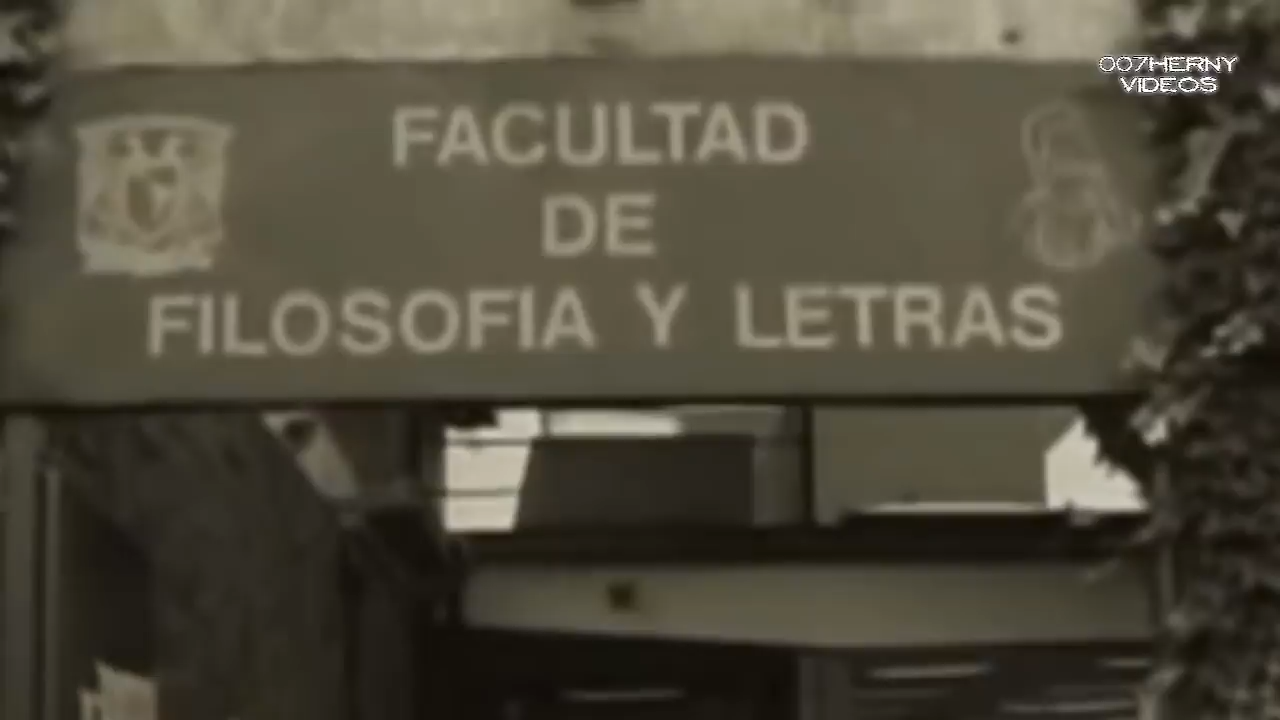 007HERNY
VIDEOS
FACULTAD
DE
FILOSOFIA Y LETRAS